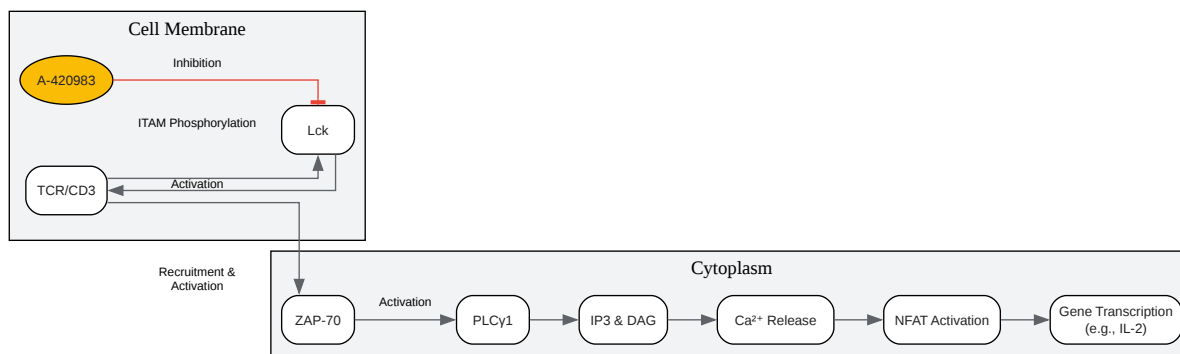 Cell Membrane
Inhibition
A-420983
ITAM Phosphorylation
Lck
Activation
TCR/CD3
Recruitment &
Activation
Cytoplasm
Activation
ZAP-70
PLCγ1
IP3 & DAG
Ca²⁺ Release
NFAT Activation
Gene Transcription
(e.g., IL-2)